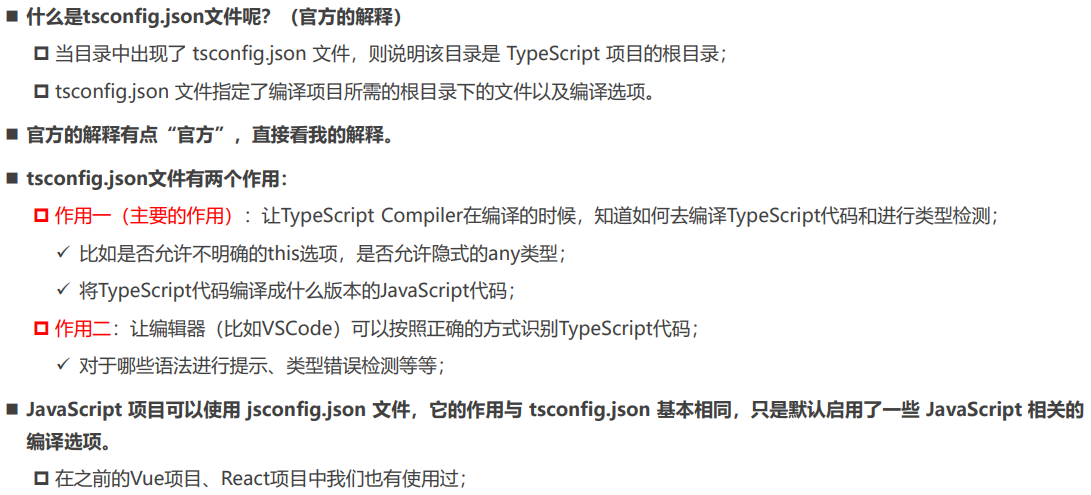 ■ 什么是tsconfig.json文件呢？（官方的解释）
当目录中出现了 tsconfig.json 文件，则说明该目录是 TypeScript 项目的根目录；
tsconfig.json 文件指定了编译项目所需的根目录下的文件以及编译选项。
■ 官方的解释有点“官方”，直接看我的解释。
■ tsconfig.json文件有两个作用：
作用一（主要的作用）：让TypeScript Compiler在编译的时候，知道如何去编译TypeScript代码和进行类型检测；
✓ 比如是否允许不明确的this选项，是否允许隐式的any类型；
✓ 将TypeScript代码编译成什么版本的JavaScript代码；
作用二：让编辑器（比如VSCode）可以按照正确的方式识别TypeScript代码；
✓ 对于哪些语法进行提示、类型错误检测等等；
■ JavaScript 项目可以使用 jsconfig.json 文件，它的作用与 tsconfig.json 基本相同，只是默认启用了一些 JavaScript 相关的
编译选项。
在之前的Vue项目、React项目中我们也有使用过；